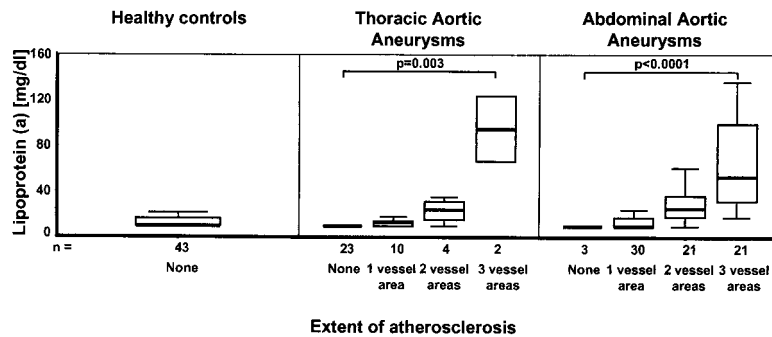 Healthy controls
Thoracic Aortic
Aneurysms
Abdominal Aortic
Aneurysms
Lipoprotein (a) [mg/dl]
160
120
80
40
0
p=0.003
p<0.0001
n = 43 23 10 4 2 3 30 21 21
None None 1 vessel 2 vessel 3 vessel None 1 vessel 2 vessel 3 vessel
area areas areas area areas areas
Extent of atherosclerosis